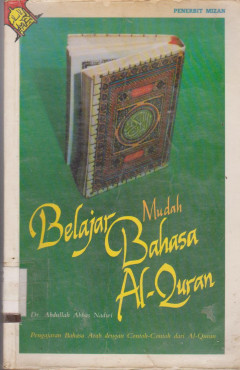 PENERBIT MIZAN
Belajar Mudah
Bahasa
Al-Quran
Dr. Abdullah Abbas Nadwi
Pengajaran Bahasa Arab dengan Contoh-Contoh dari Al-Quran